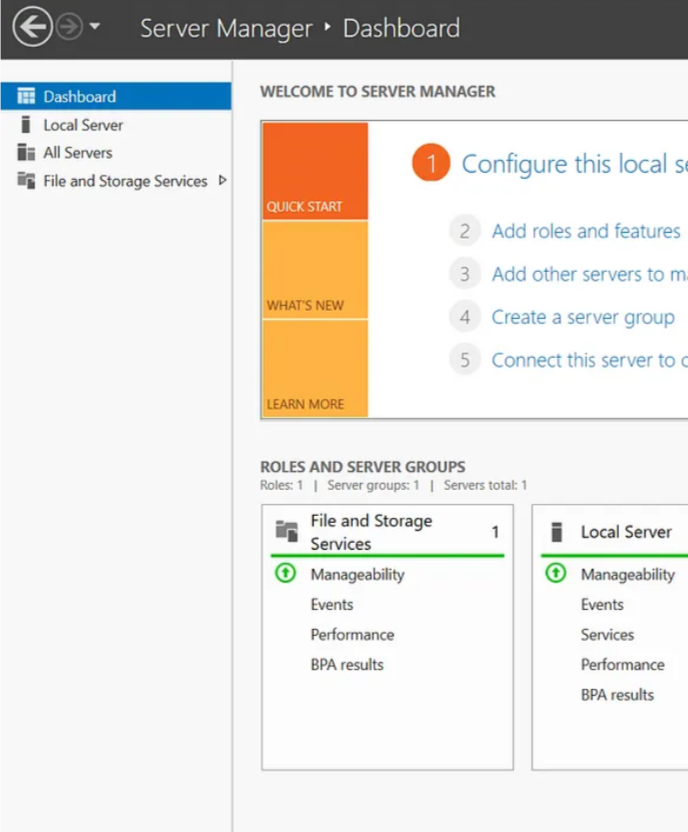 Server Manager ‣ Dashboard
Dashboard
Local Server
All Servers
File and Storage Services
WELCOME TO SERVER MANAGER
QUICK START
WHAT'S NEW
LEARN MORE
1 Configure this local se
2 Add roles and features
3 Add other servers to ma
4 Create a server group
5 Connect this server to c
ROLES AND SERVER GROUPS
Roles: 1 | Server groups: 1 | Servers total: 1
File and Storage
Services
1
Manageability
Events
Performance
BPA results
Local Server
Manageability
Events
Services
Performance
BPA results